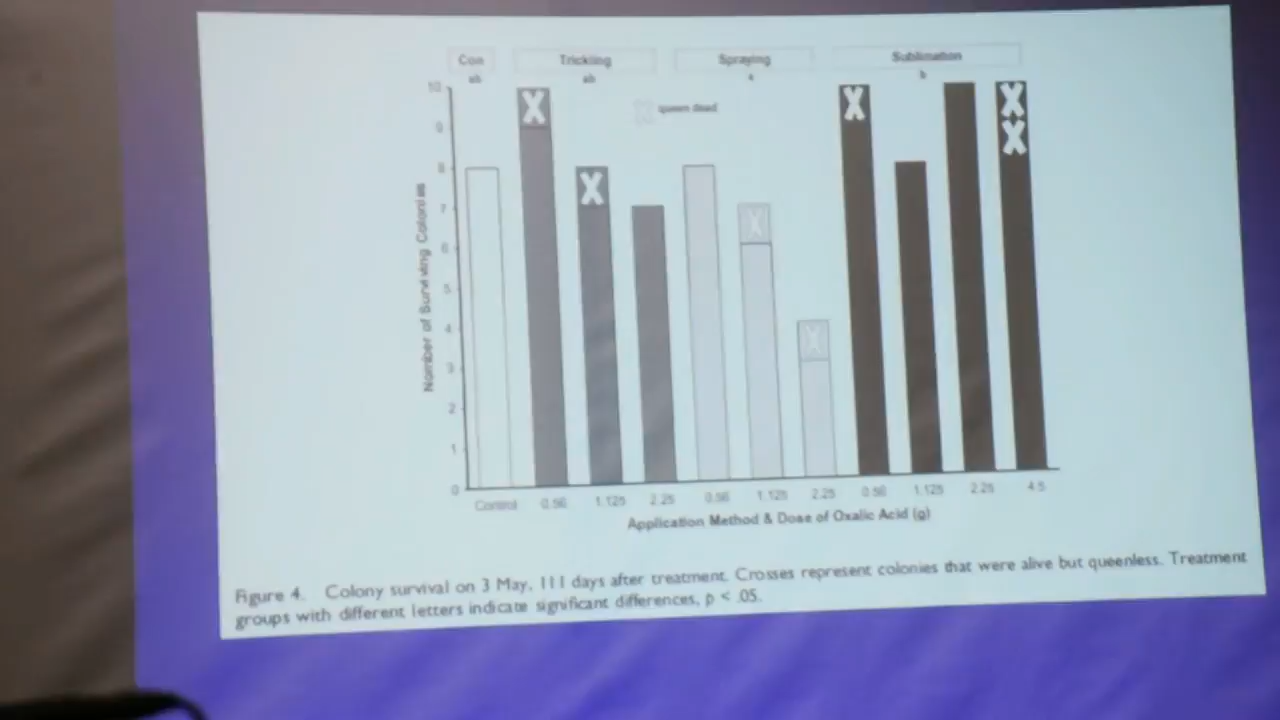 Con Trickling Spraying Sublimation
ab ab a b
queen dead
10
9
8
7
6
5
4
3
2
1
0
Number of Surviving Colonies
Control 0.56 1.125 2.25 0.56 1.125 2.25 0.56 1.125 2.25 4.5
Application Method & Dose of Oxalic Acid (g)
Figure 4. Colony survival on 3 May, 111 days after treatment. Crosses represent colonies that were alive but queenless. Treatment
groups with different letters indicate significant differences, p < .05.